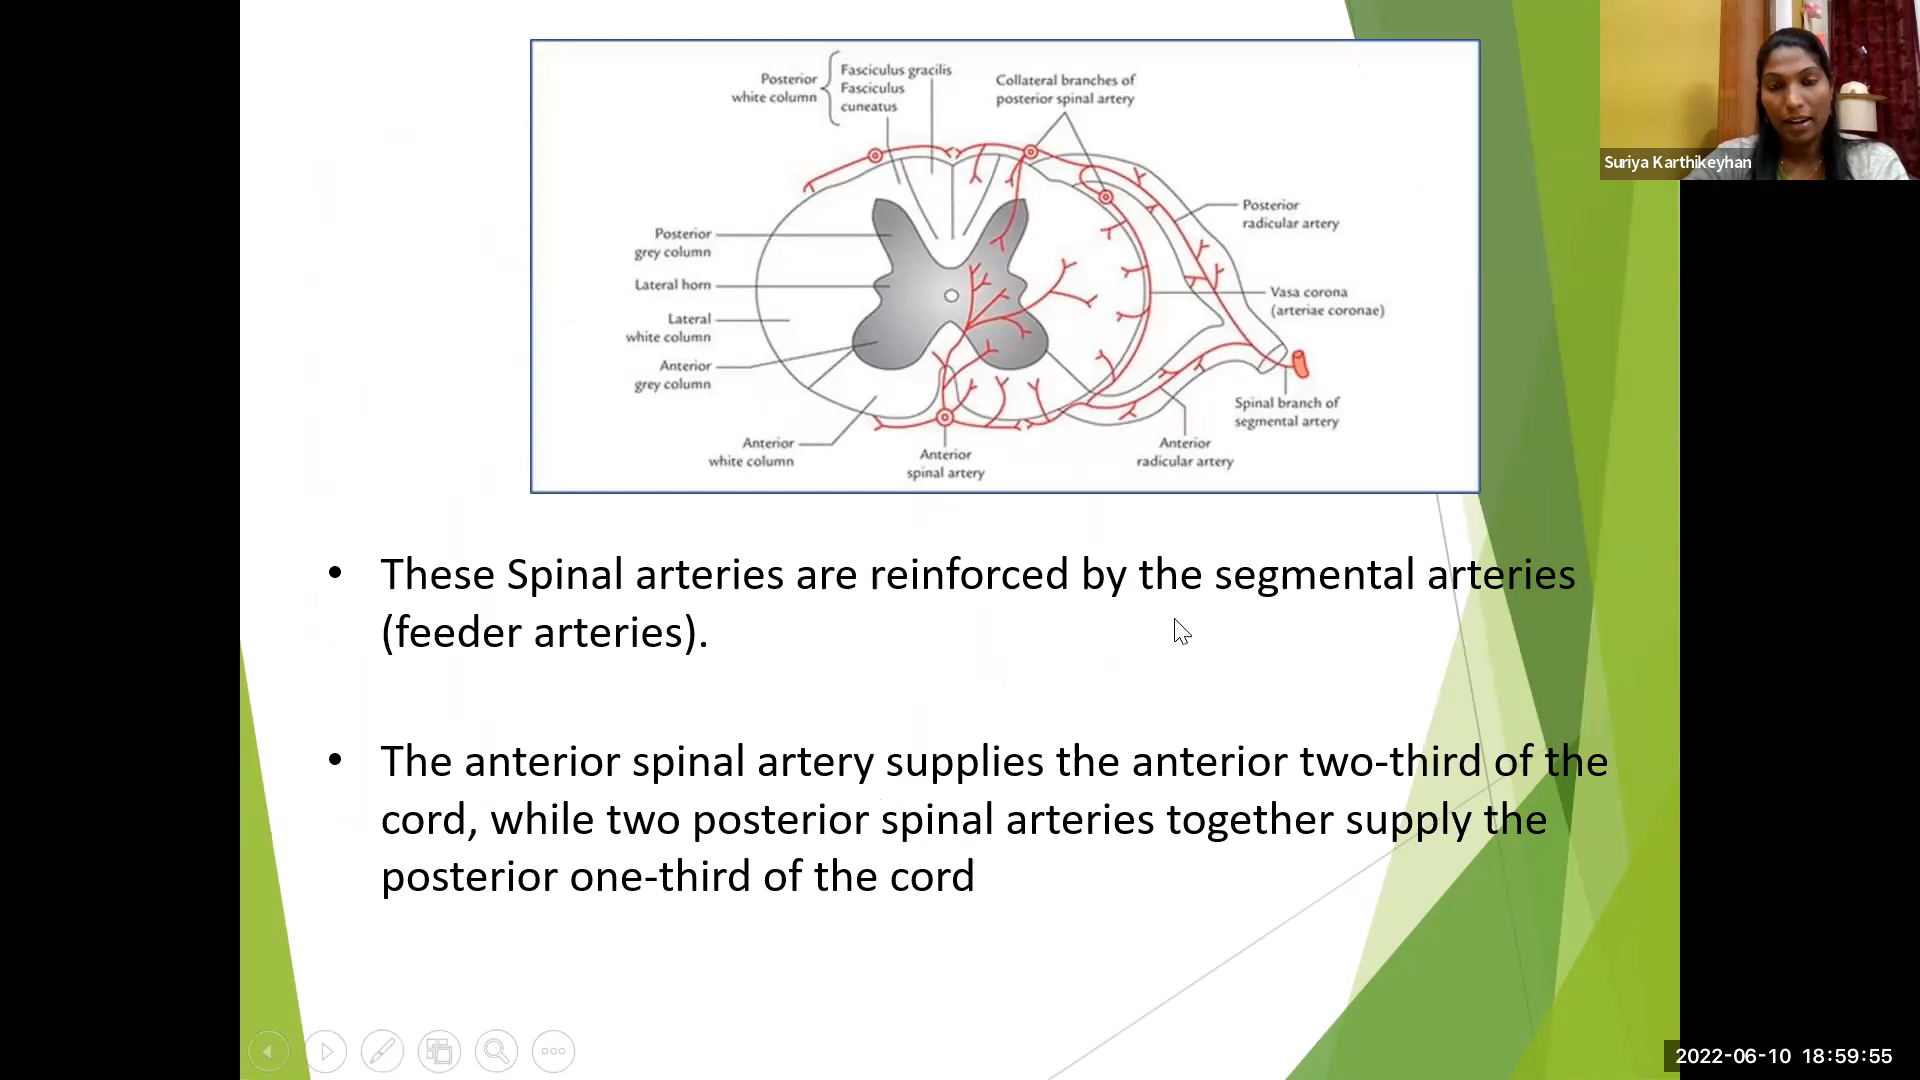 Posterior
white column
Fasciculus gracilis
Fasciculus
cuneatus
Collateral branches of
posterior spinal artery
Suriya Karthikeyhan
Posterior
radicular artery
Posterior
grey column
Lateral horn
Vasa corona
(arteriae coronae)
Lateral
white column
Anterior
grey column
Spinal branch of
segmental artery
Anterior
white column
Anterior
spinal artery
Anterior
radicular artery
• These Spinal arteries are reinforced by the segmental arteries
(feeder arteries).
• The anterior spinal artery supplies the anterior two-third of the
cord, while two posterior spinal arteries together supply the
posterior one-third of the cord
2022-06-10 18:59:55